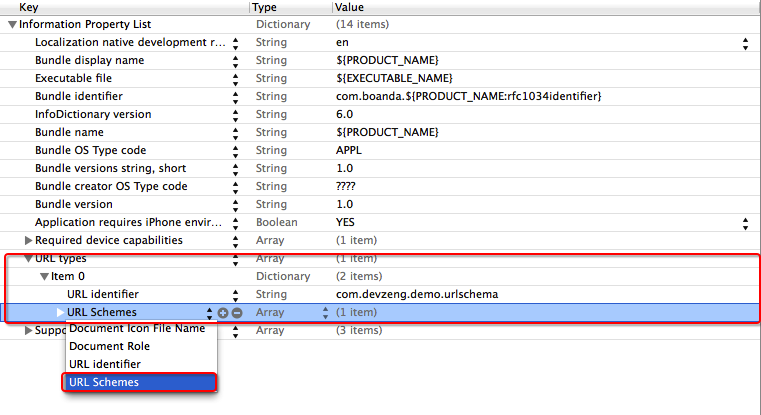 Key Type Value
Information Property List Dictionary (14 items)
Localization native development r... String en
Bundle display name String ${PRODUCT_NAME}
Executable file String ${EXECUTABLE_NAME}
Bundle identifier String com.boanda.${PRODUCT_NAME:rfc1034identifier}
InfoDictionary version String 6.0
Bundle name String ${PRODUCT_NAME}
Bundle OS Type code String APPL
Bundle versions string, short String 1.0
Bundle creator OS Type code String ????
Bundle version String 1.0
Application requires iPhone envir... Boolean YES
Required device capabilities Array (1 item)
URL types Array (1 item)
Item 0 Dictionary (2 items)
URL identifier String com.devzeng.demo.urlschema
URL Schemes Array (1 item)
Document Icon File Name
Suppo Array (3 items)
Document Role
URL identifier
URL Schemes